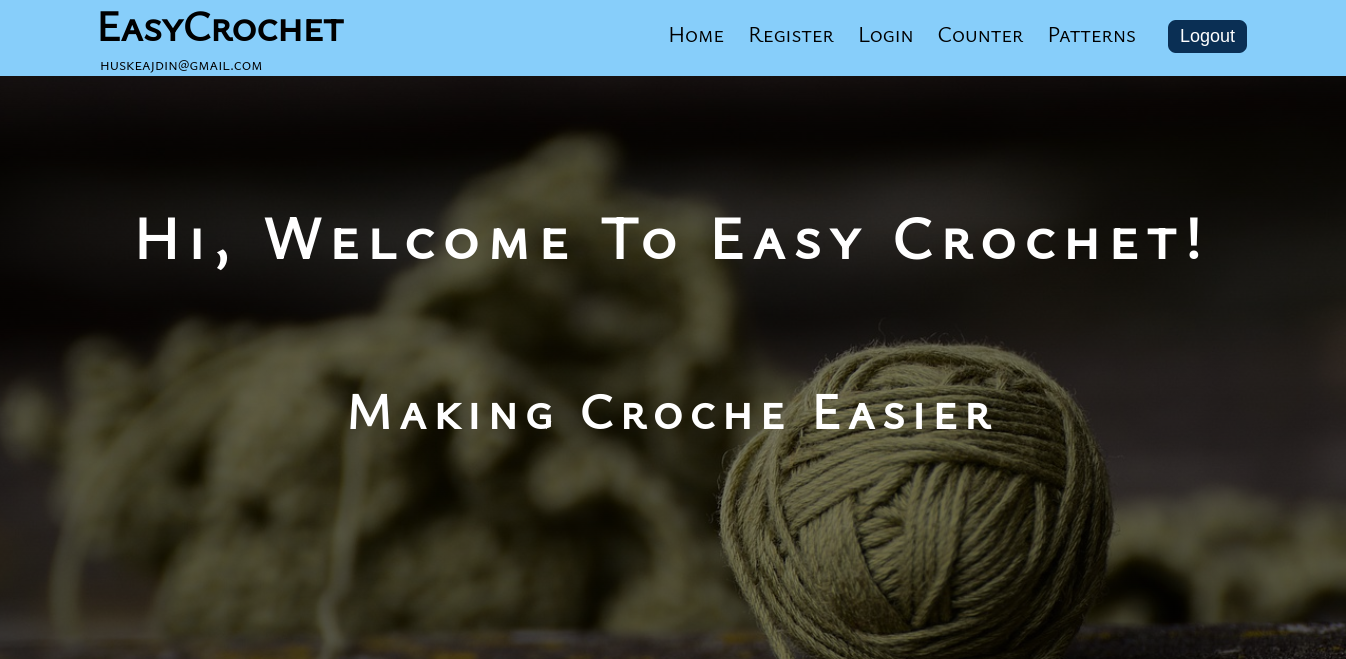 EasyCrochet
huskeajdin@gmail.com
Home Register Login Counter Patterns Logout
Hi, Welcome To Easy Crochet!
Making Croche Easier